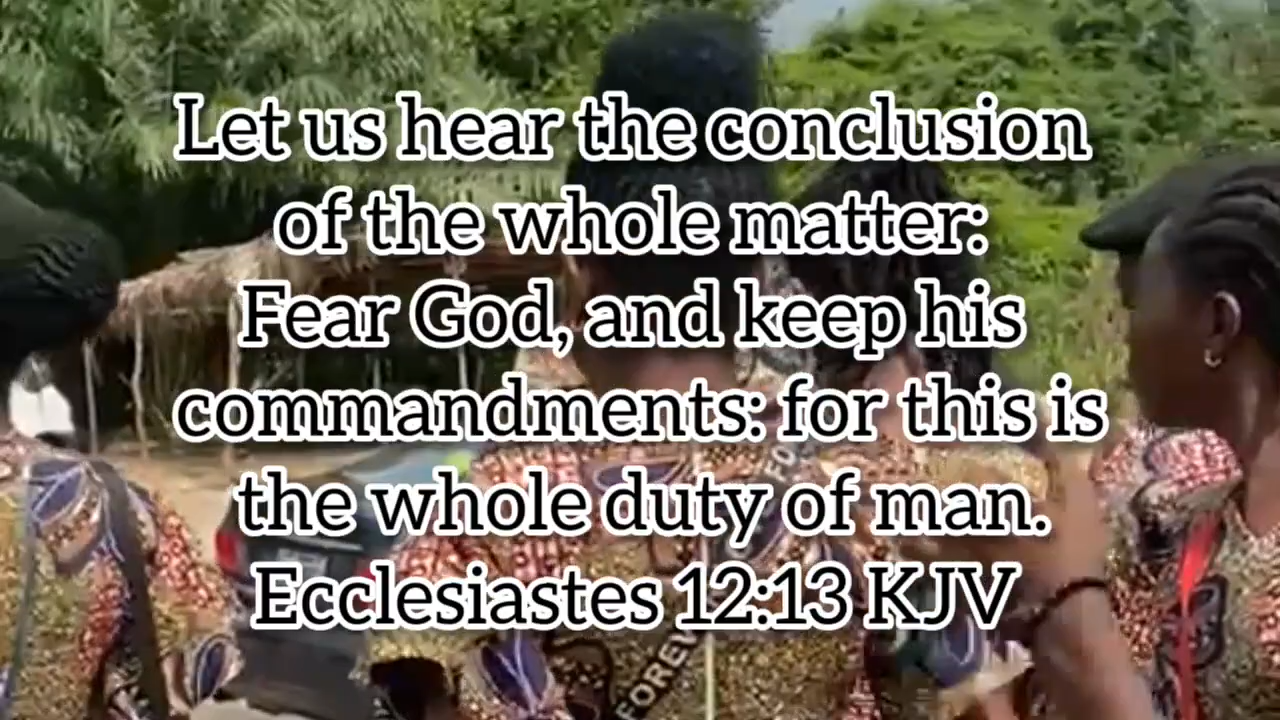 Let us hear the conclusion
of the whole matter:
Fear God, and keep his
commandments: for this is
the whole duty of man.
Ecclesiastes 12:13 KJV
FOREV